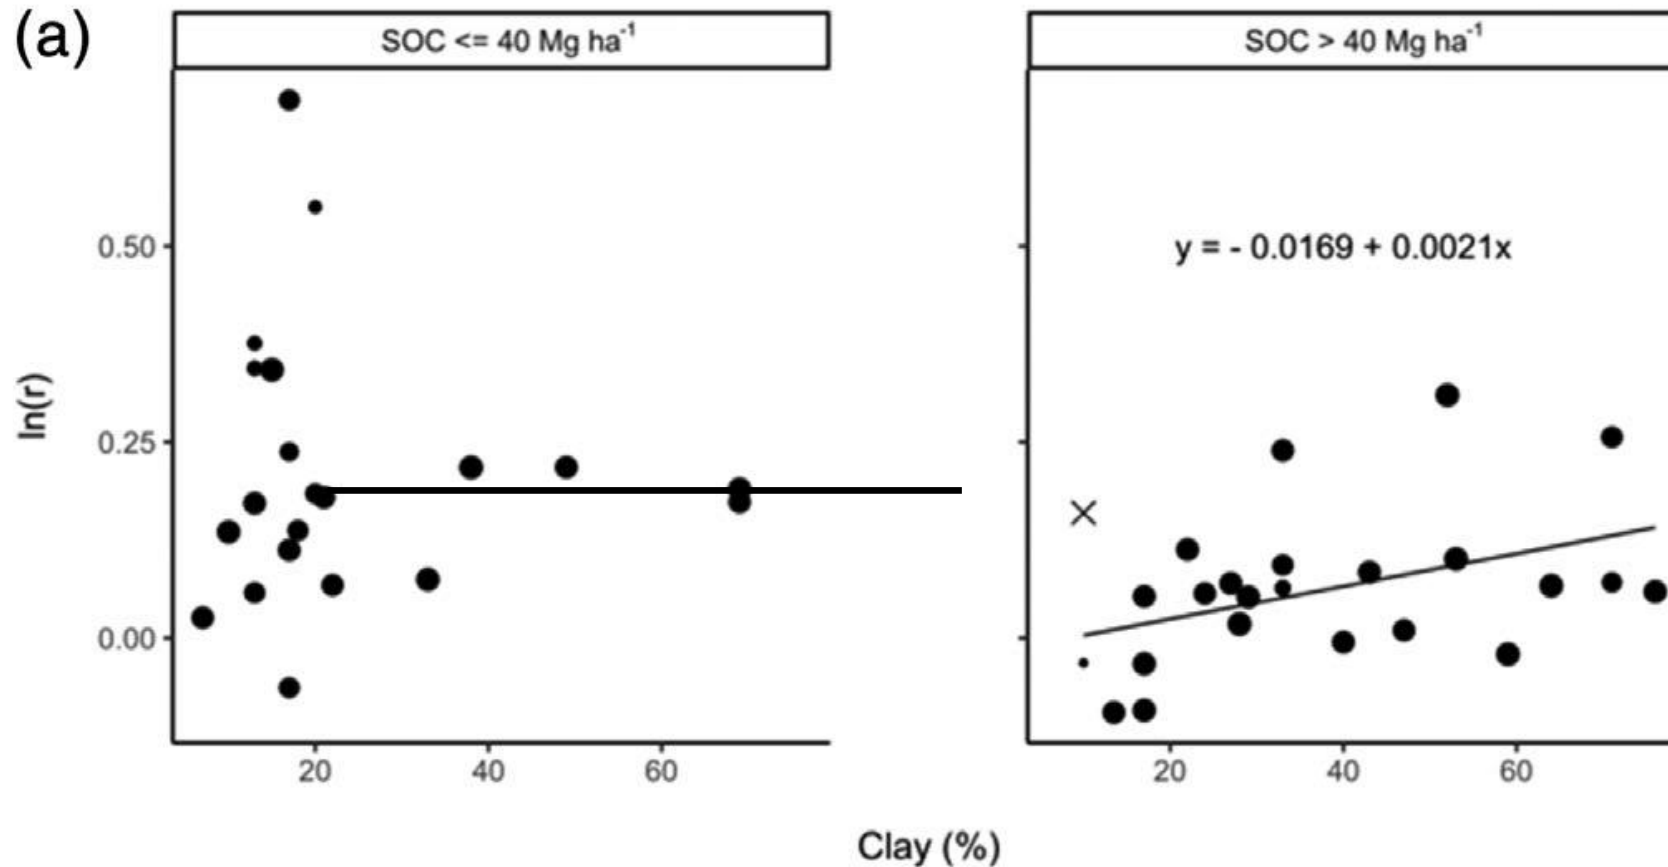 (a)
SOC <= 40 Mg ha⁻¹
SOC > 40 Mg ha⁻¹
ln(r)
0.50
0.25
0.00
y = - 0.0169 + 0.0021x
20 40 60
20 40 60
Clay (%)